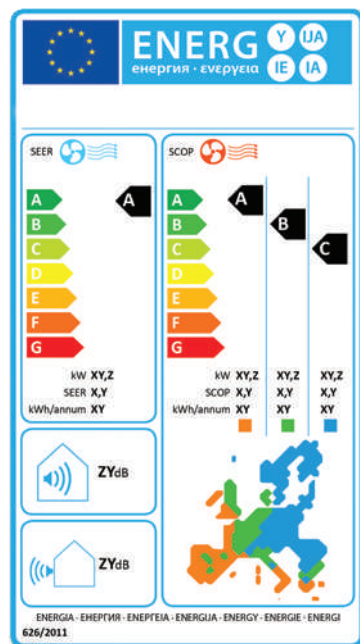 ENERG Y IJA
енергия · ενεργεια IE IA
SEER
SCOP
A A
B
C
D
E
F
G
kW XY,Z
SEER X,Y
kWh/annum XY
A A
B B
C C
D
E
F
G
kW XY,Z XY,Z XY,Z
SCOP X,Y X,Y X,Y
kWh/annum XY XY XY
ZYdB
ZYdB
ENERGIA - ЕНЕРГИЯ - ΕΝΕΡΓΕΙΑ - ENERGIJA - ENERGY - ENERGIE - ENERGI
626/2011